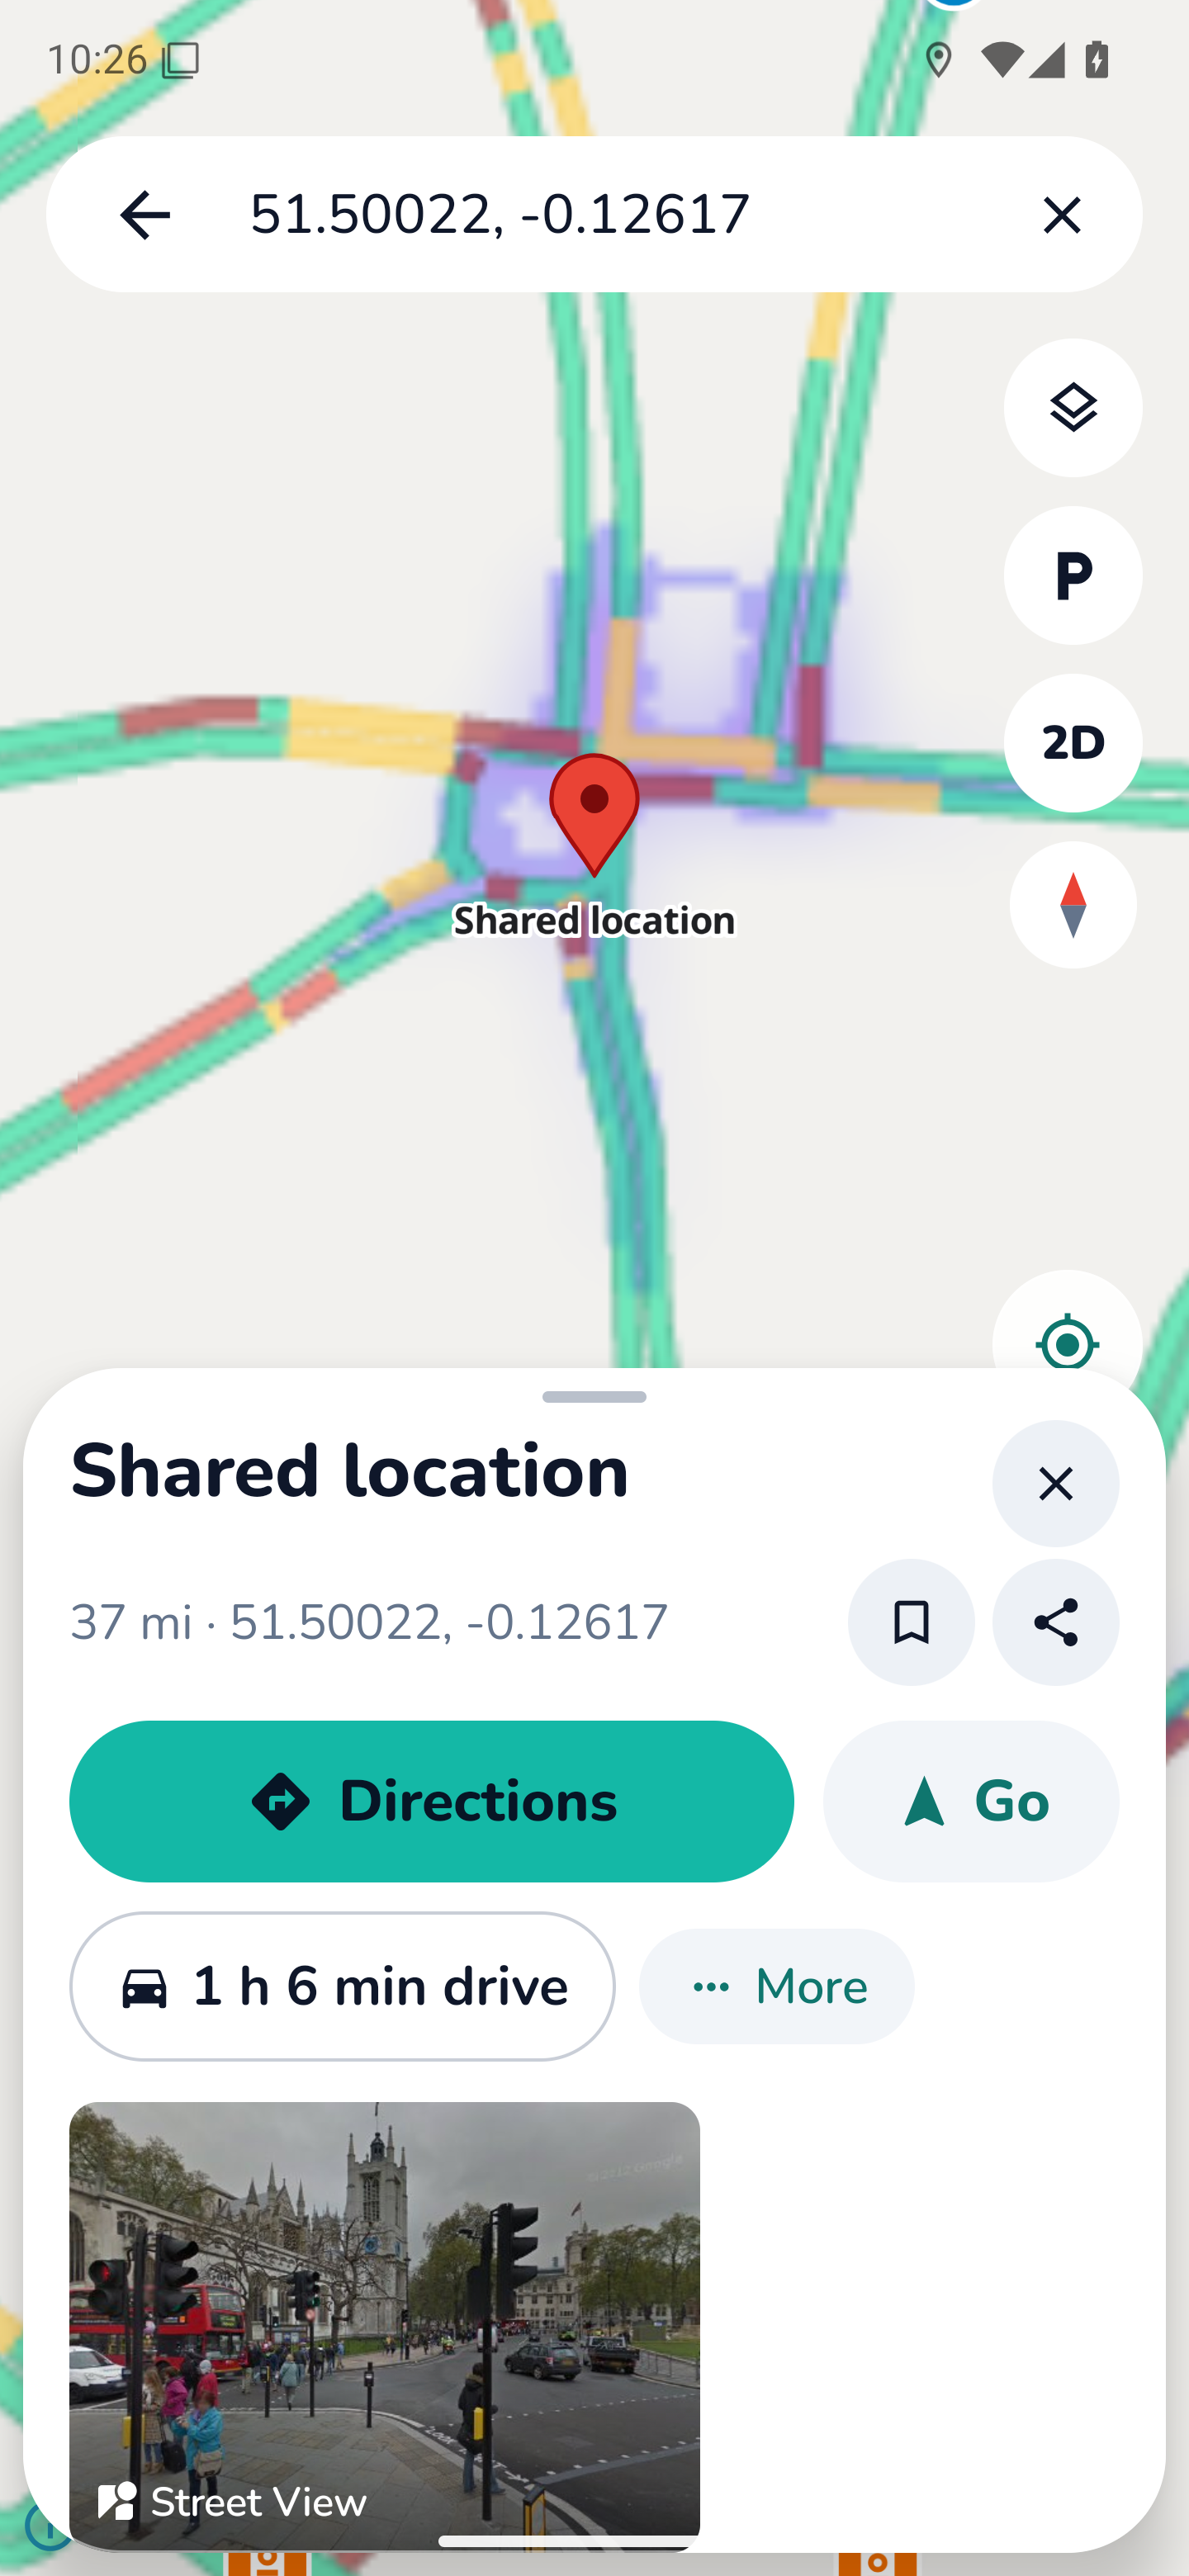 10:26
51.50022, -0.12617
P
2D
Shared location
Shared location
37 mi · 51.50022, -0.12617
Directions
Go
1 h 6 min drive
More
LOOK
Street View